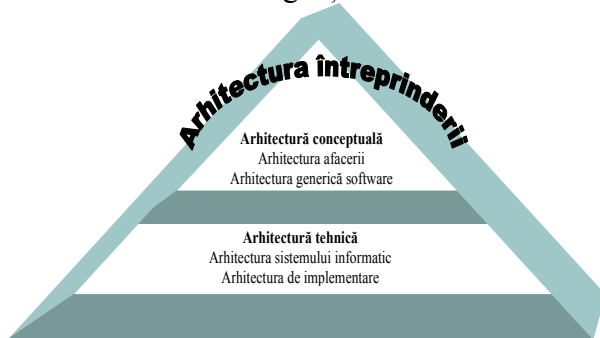 Arhitectura întreprinderii
Arhitectură conceptuală
Arhitectura afacerii
Arhitectura generică software
Arhitectură tehnică
Arhitectura sistemului informatic
Arhitectura de implementare